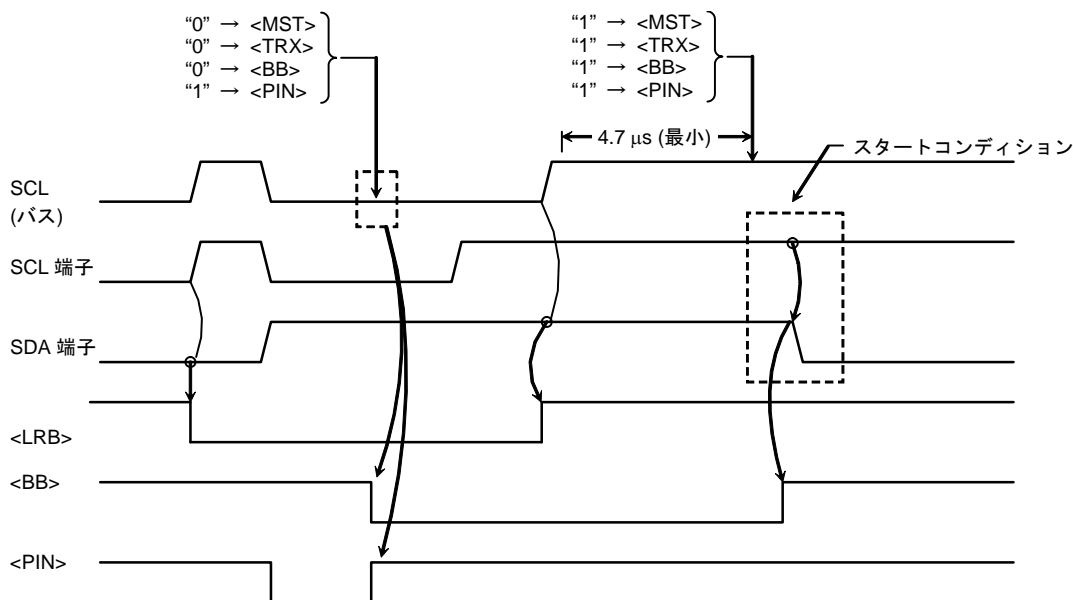 “0” → <MST>
“0” → <TRX>
“0” → <BB>
“1” → <PIN>
“1” → <MST>
“1” → <TRX>
“1” → <BB>
“1” → <PIN>
4.7 μs (最小)
スタートコンディション
SCL
(バス)
SCL 端子
SDA 端子
<LRB>
<BB>
<PIN>